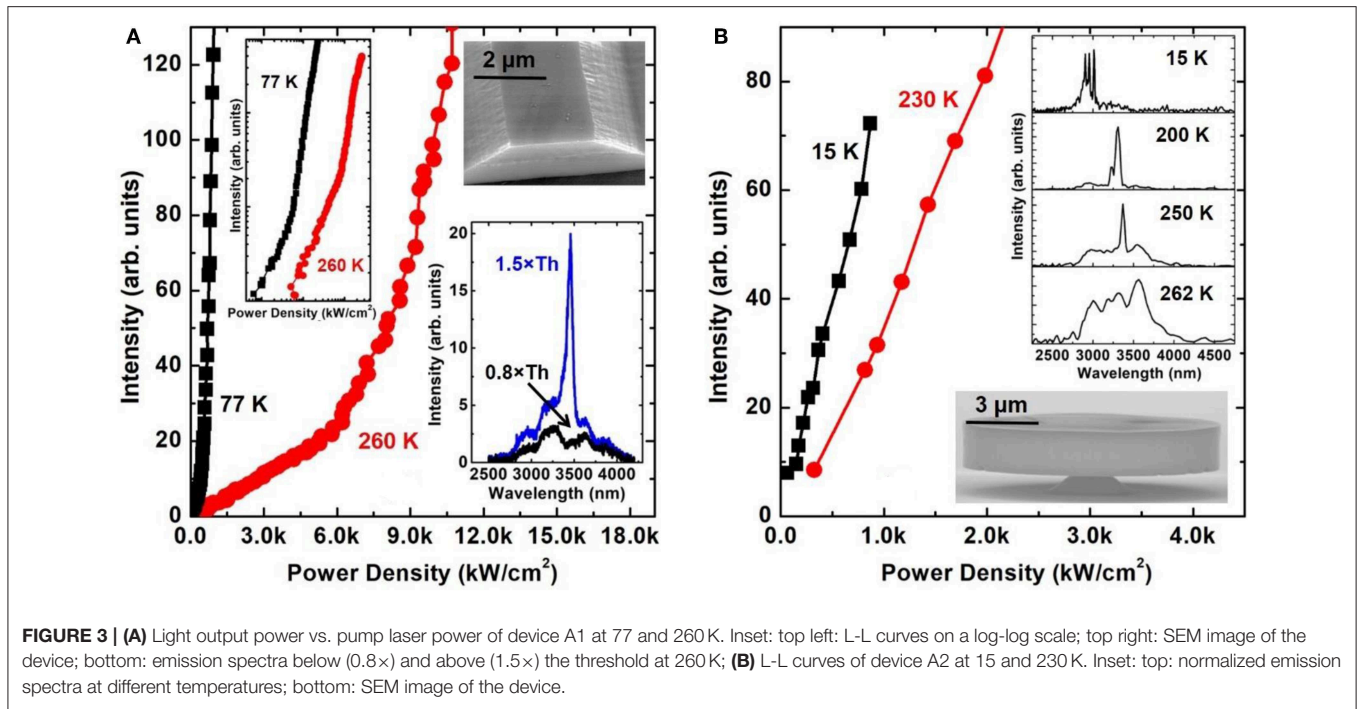 A
B
Intensity (arb. units)
120
100
80
60
40
20
0
0.0
3.0k
6.0k
9.0k
12.0k
15.0k
18.0k
Power Density (kW/cm²)
77 K
260 K
Intensity (arb. units)
77 K
260 K
Power Density (kW/cm²)
2 μm
Intensity (arb. units)
20
15
10
5
0
1.5×Th
0.8×Th
2500
3000
3500
4000
Wavelength (nm)
Intensity (arb. units)
80
60
40
20
0
0.0
1.0k
2.0k
3.0k
4.0k
Power Density (kW/cm²)
15 K
230 K
Intensity (arb. units)
15 K
200 K
250 K
262 K
2500
3000
3500
4000
4500
Wavelength (nm)
3 μm
FIGURE 3 | (A) Light output power vs. pump laser power of device A1 at 77 and 260 K. Inset: top left: L-L curves on a log-log scale; top right: SEM image of the
device; bottom: emission spectra below (0.8×) and above (1.5×) the threshold at 260 K; (B) L-L curves of device A2 at 15 and 230 K. Inset: top: normalized emission
spectra at different temperatures; bottom: SEM image of the device.